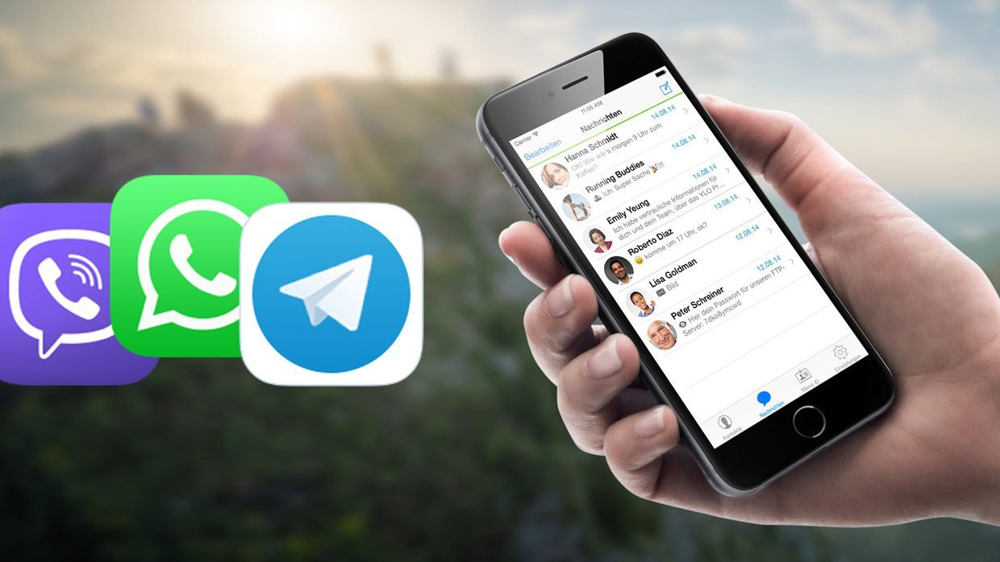 Carrier
11:06 AM
Bearbeiten
Nachrichten
Hanna Schmidt
14.08.14
OK! Wie wär's morgen 9 Uhr zum
Kaffee?
Running Buddies
14.08.14
Ich: Super Sache 🎉!!!
Emily Yeung
14.08.14
Ich habe vertrauliche Informationen für
dich und dein Team, über das YLO Pr...
Roberto Diaz
13.08.14
😄 komme um 17 Uhr, ok?
Lisa Goldman
12.08.14
Bild
Peter Schreiner
12.08.14
Hier dein Passwort für unseren FTP-
Server: 7dko8ymcwd
Kontakte
Nachrichten
Meine ID
Einstellungen